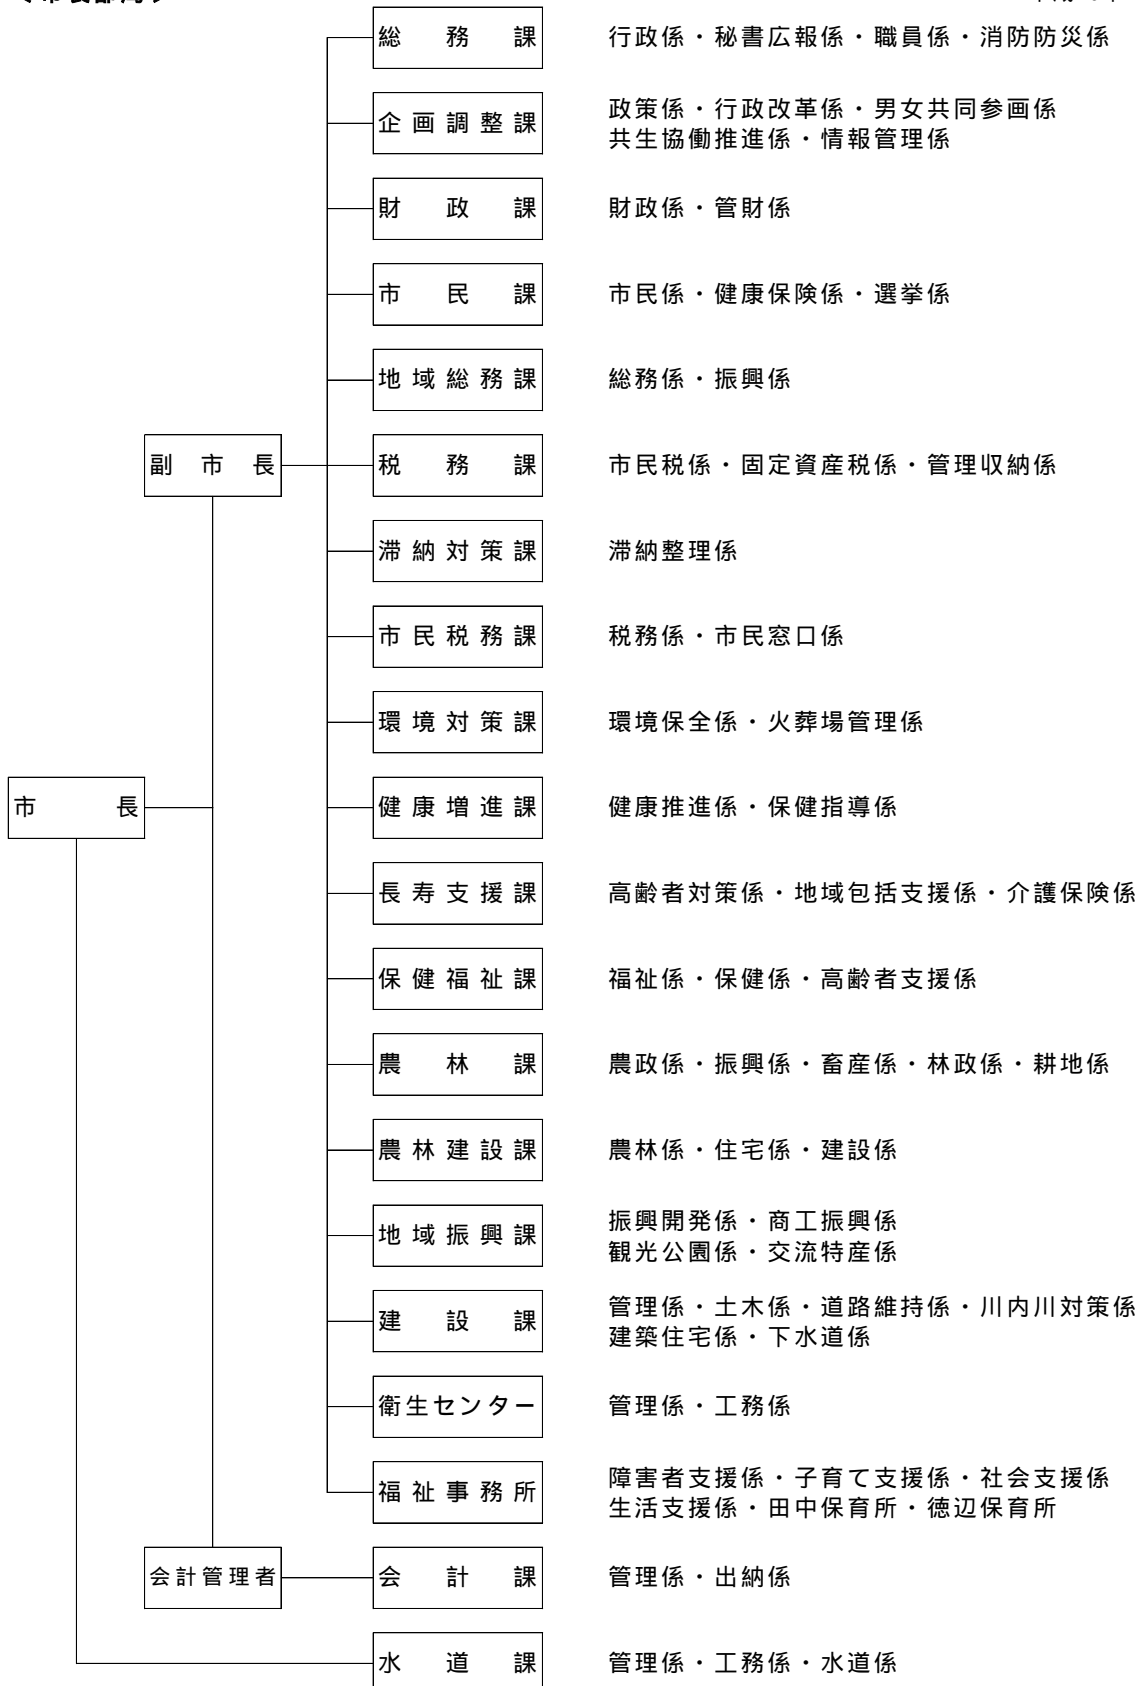 総務課 行政係・秘書広報係・職員係・消防防災係
企画調整課 政策係・行政改革係・男女共同参画係
共生協働推進係・情報管理係
財政課 財政係・管財係
市民課 市民係・健康保険係・選挙係
地域総務課 総務係・振興係
副市長 税務課 市民税係・固定資産税係・管理収納係
滞納対策課 滞納整理係
市民税務課 税務係・市民窓口係
環境対策課 環境保全係・火葬場管理係
市長 健康増進課 健康推進係・保健指導係
長寿支援課 高齢者対策係・地域包括支援係・介護保険係
保健福祉課 福祉係・保健係・高齢者支援係
農林課 農政係・振興係・畜産係・林政係・耕地係
農林建設課 農林係・住宅係・建設係
地域振興課 振興開発係・商工振興係
観光公園係・交流特産係
建設課 管理係・土木係・道路維持係・川内川対策係
建築住宅係・下水道係
衛生センター 管理係・工務係
福祉事務所 障害者支援係・子育て支援係・社会支援係
生活支援係・田中保育所・徳辺保育所
会計管理者 会計課 管理係・出納係
水道課 管理係・工務係・水道係